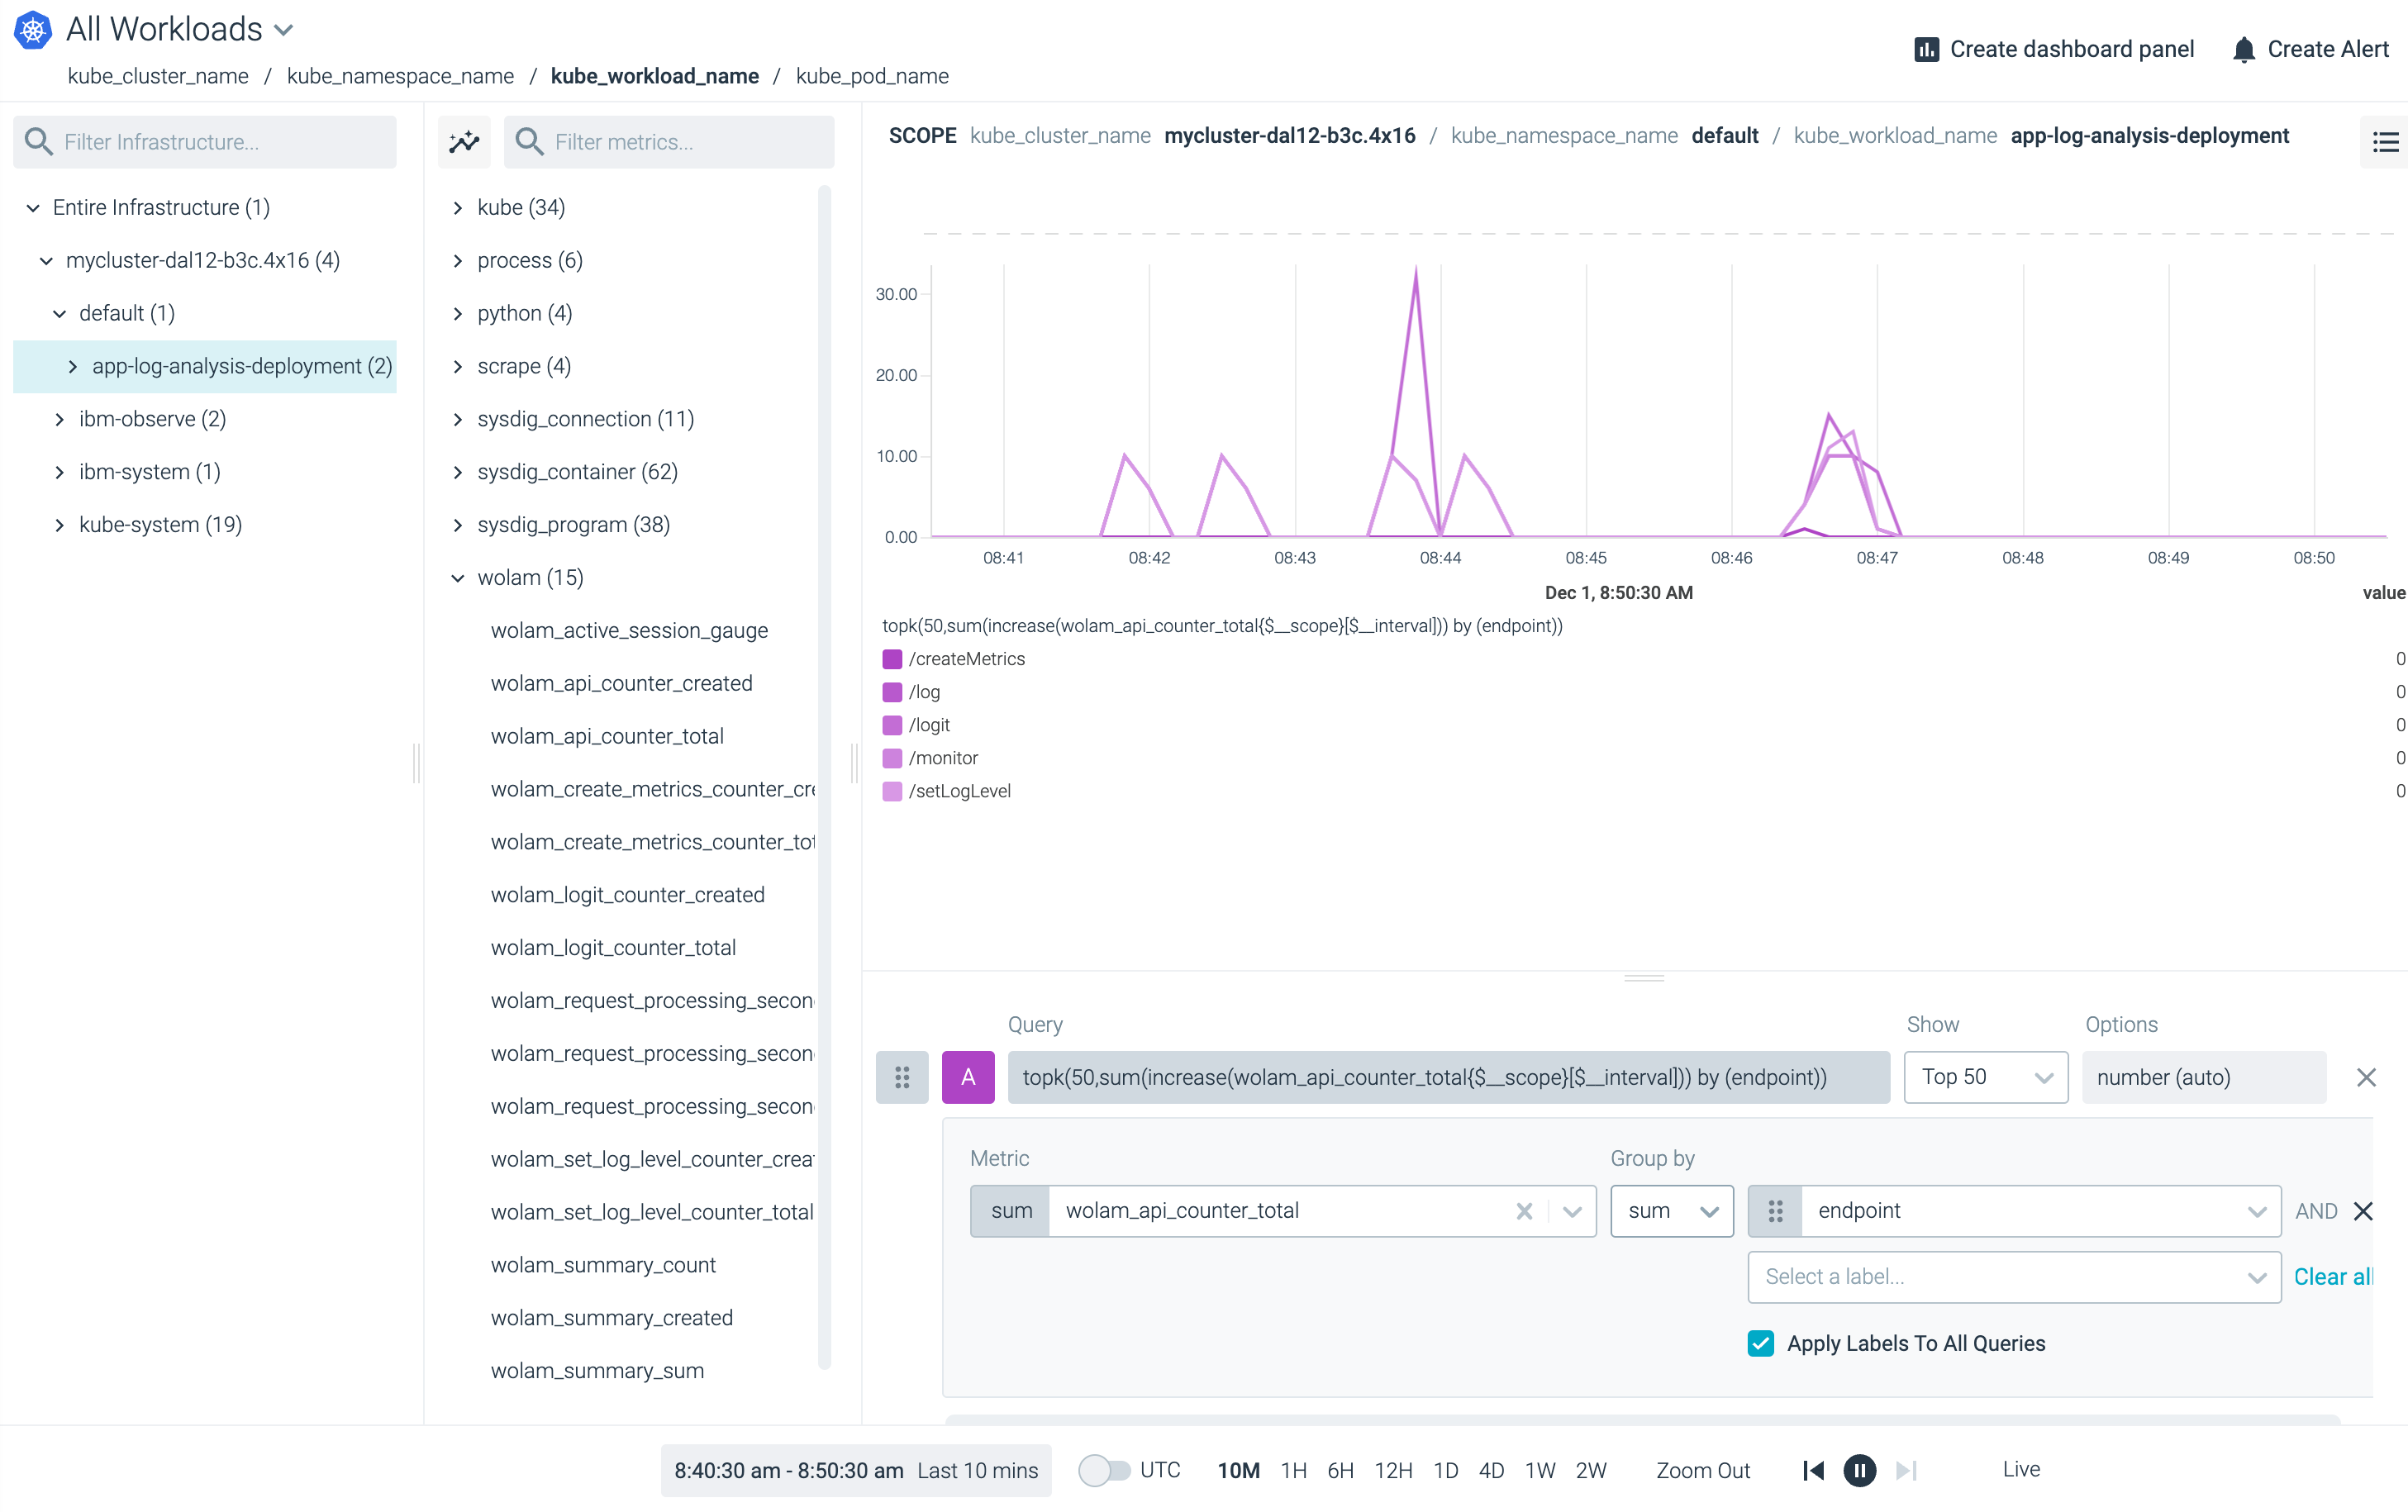 All Workloads
kube_cluster_name / kube_namespace_name / kube_workload_name / kube_pod_name
Create dashboard panel
Create Alert
Filter Infrastructure...
Entire Infrastructure (1)
mycluster-dal12-b3c.4x16 (4)
default (1)
app-log-analysis-deployment (2)
ibm-observe (2)
ibm-system (1)
kube-system (19)
Filter metrics...
kube (34)
process (6)
python (4)
scrape (4)
sysdig_connection (11)
sysdig_container (62)
sysdig_program (38)
wolam (15)
wolam_active_session_gauge
wolam_api_counter_created
wolam_api_counter_total
wolam_create_metrics_counter_cre
wolam_create_metrics_counter_tot
wolam_logit_counter_created
wolam_logit_counter_total
wolam_request_processing_secon
wolam_request_processing_secon
wolam_request_processing_secon
wolam_set_log_level_counter_crea
wolam_set_log_level_counter_total
wolam_summary_count
wolam_summary_created
wolam_summary_sum
SCOPE kube_cluster_name mycluster-dal12-b3c.4x16 / kube_namespace_name default / kube_workload_name app-log-analysis-deployment
30.00
20.00
10.00
0.00
08:41 08:42 08:43 08:44 08:45 08:46 08:47 08:48 08:49 08:50
Dec 1, 8:50:30 AM value
topk(50,sum(increase(wolam_api_counter_total{$__scope}[$__interval])) by (endpoint))
/createMetrics 0
/log 0
/logit 0
/monitor 0
/setLogLevel 0
Query Show Options
A topk(50,sum(increase(wolam_api_counter_total{$__scope}[$__interval])) by (endpoint)) Top 50 number (auto)
Metric Group by
sum wolam_api_counter_total sum endpoint AND
Select a label... Clear all
Apply Labels To All Queries
8:40:30 am - 8:50:30 am Last 10 mins UTC 10M 1H 6H 12H 1D 4D 1W 2W Zoom Out Live